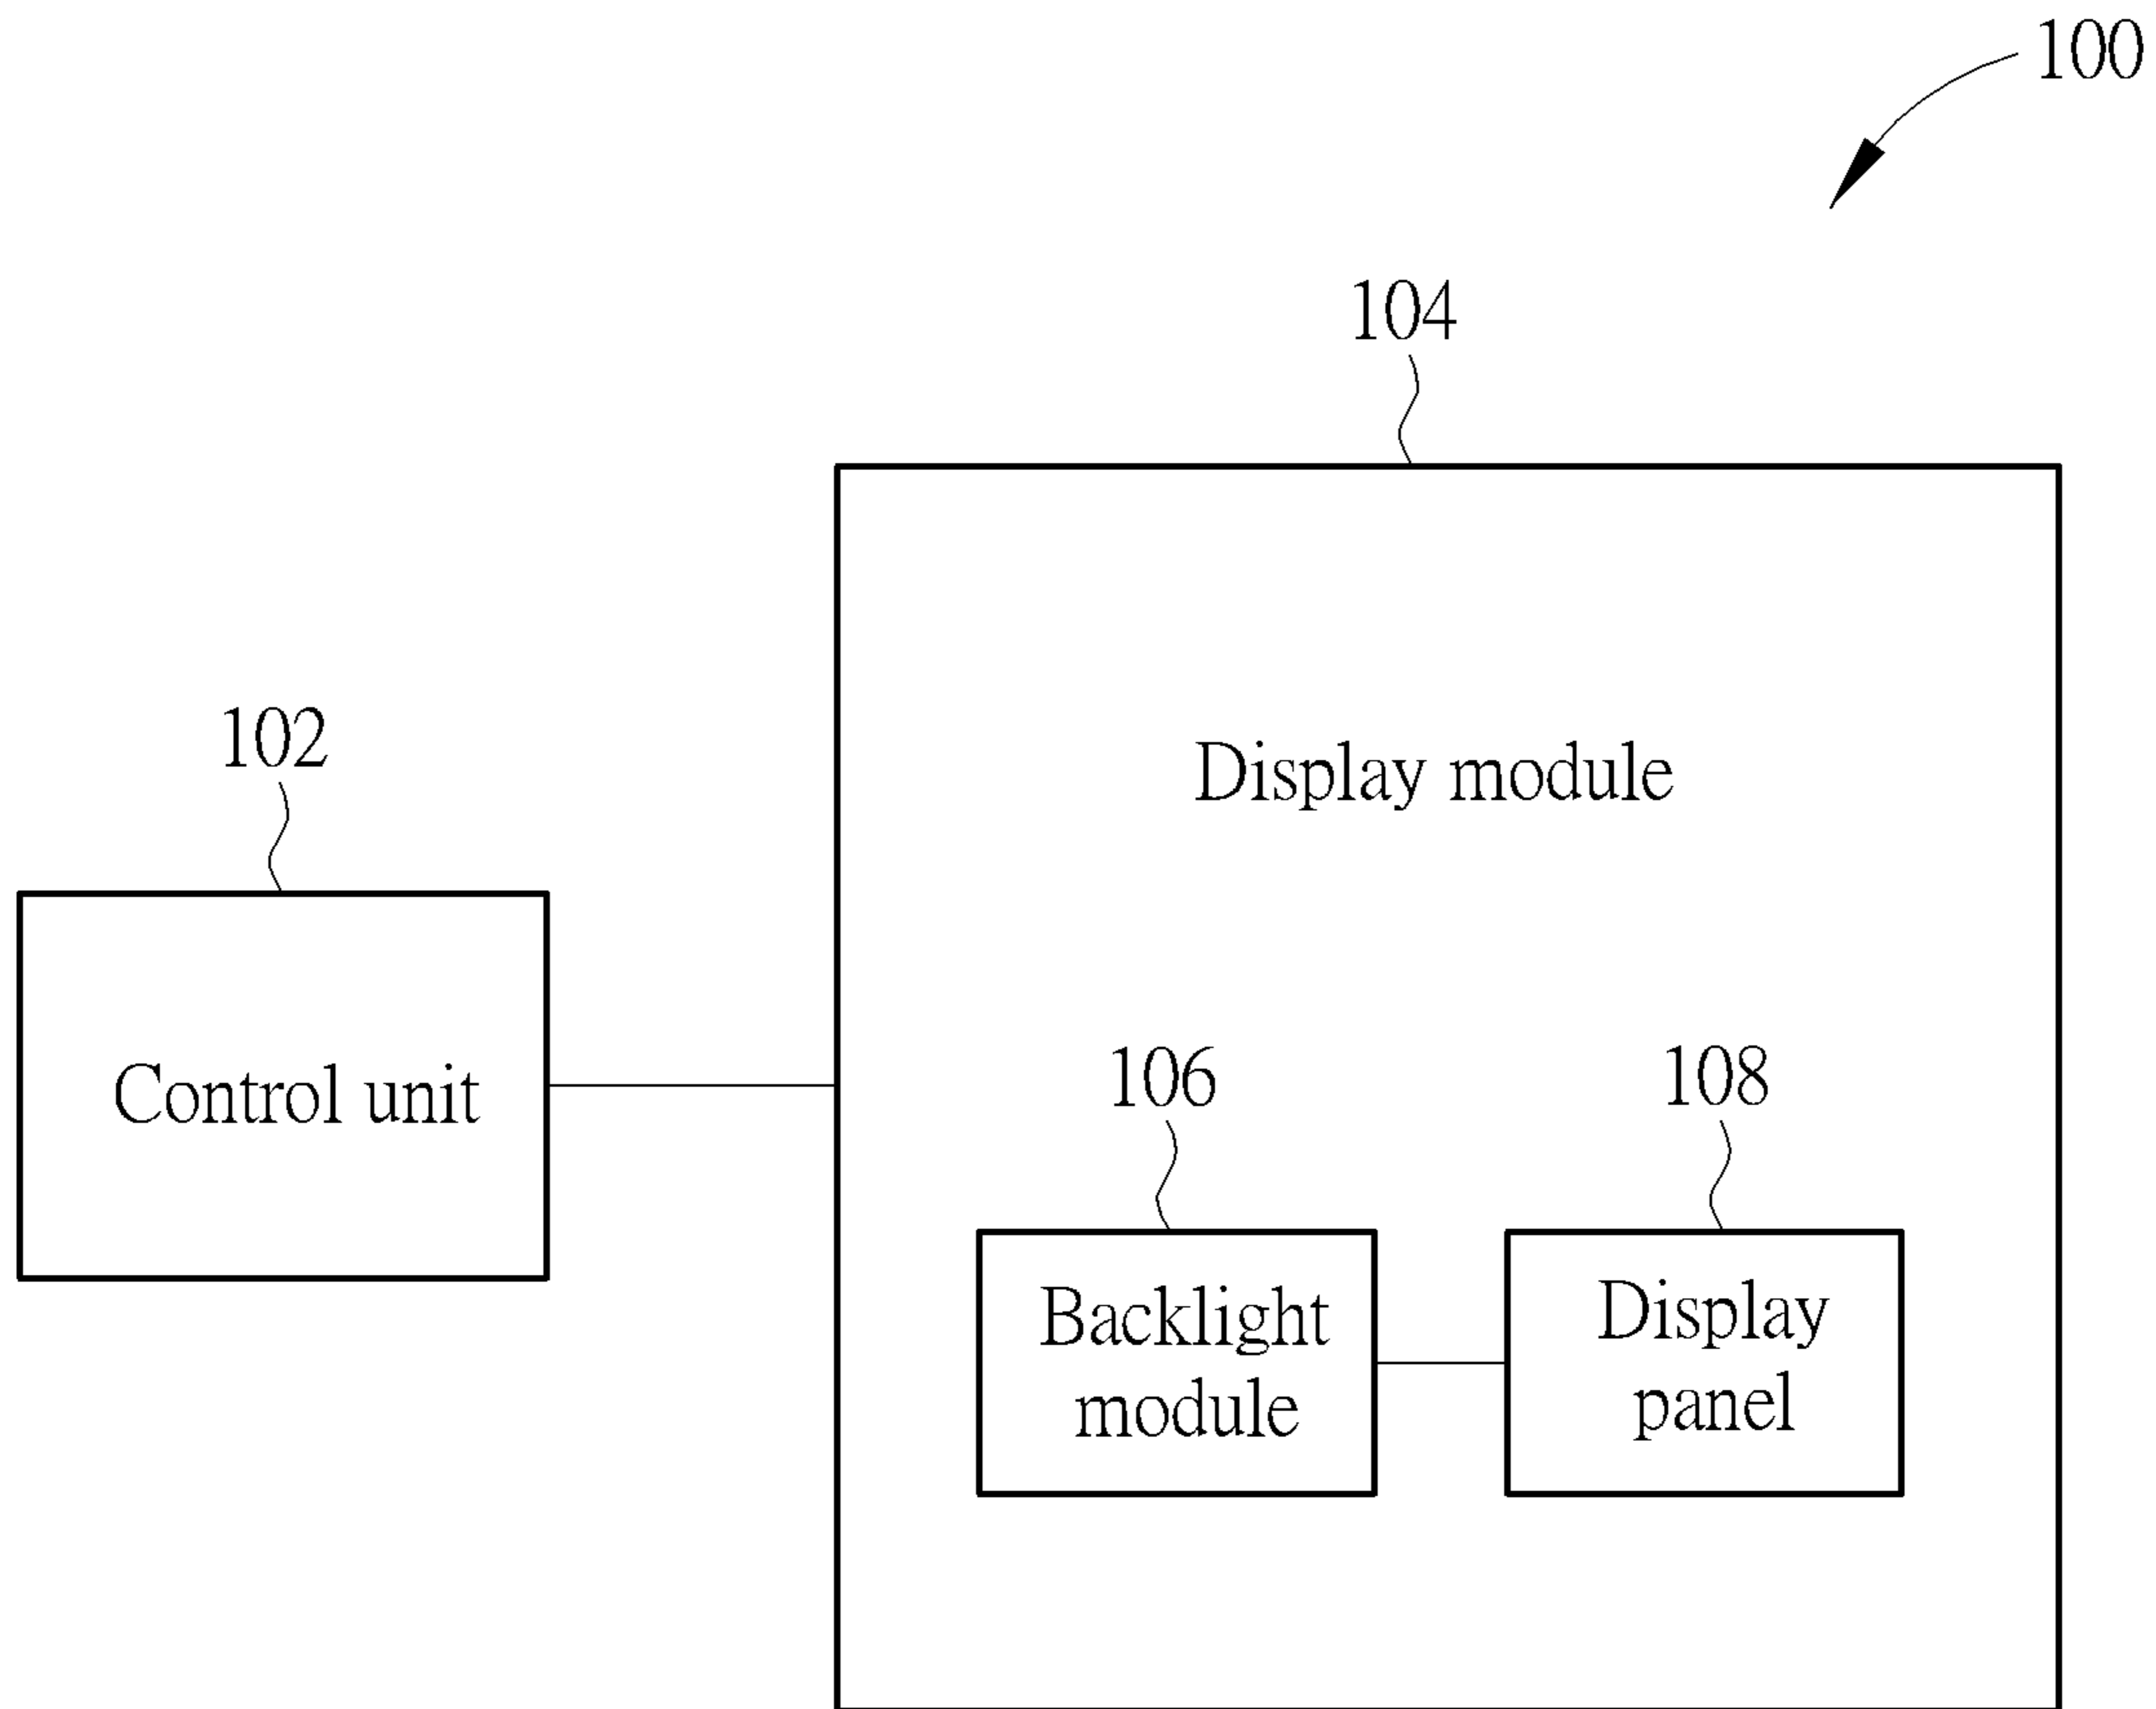 100
104
102
Display module
Control unit
106
108
Backlight
module
Display
panel